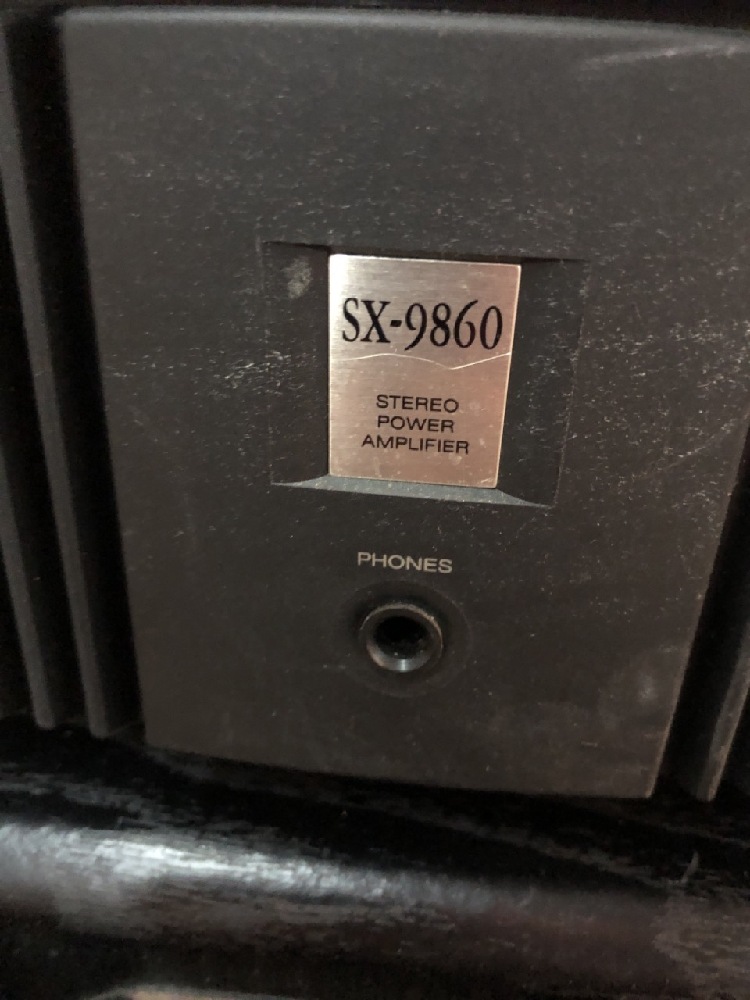 SX-9860
STEREO
POWER
AMPLIFIER
PHONES